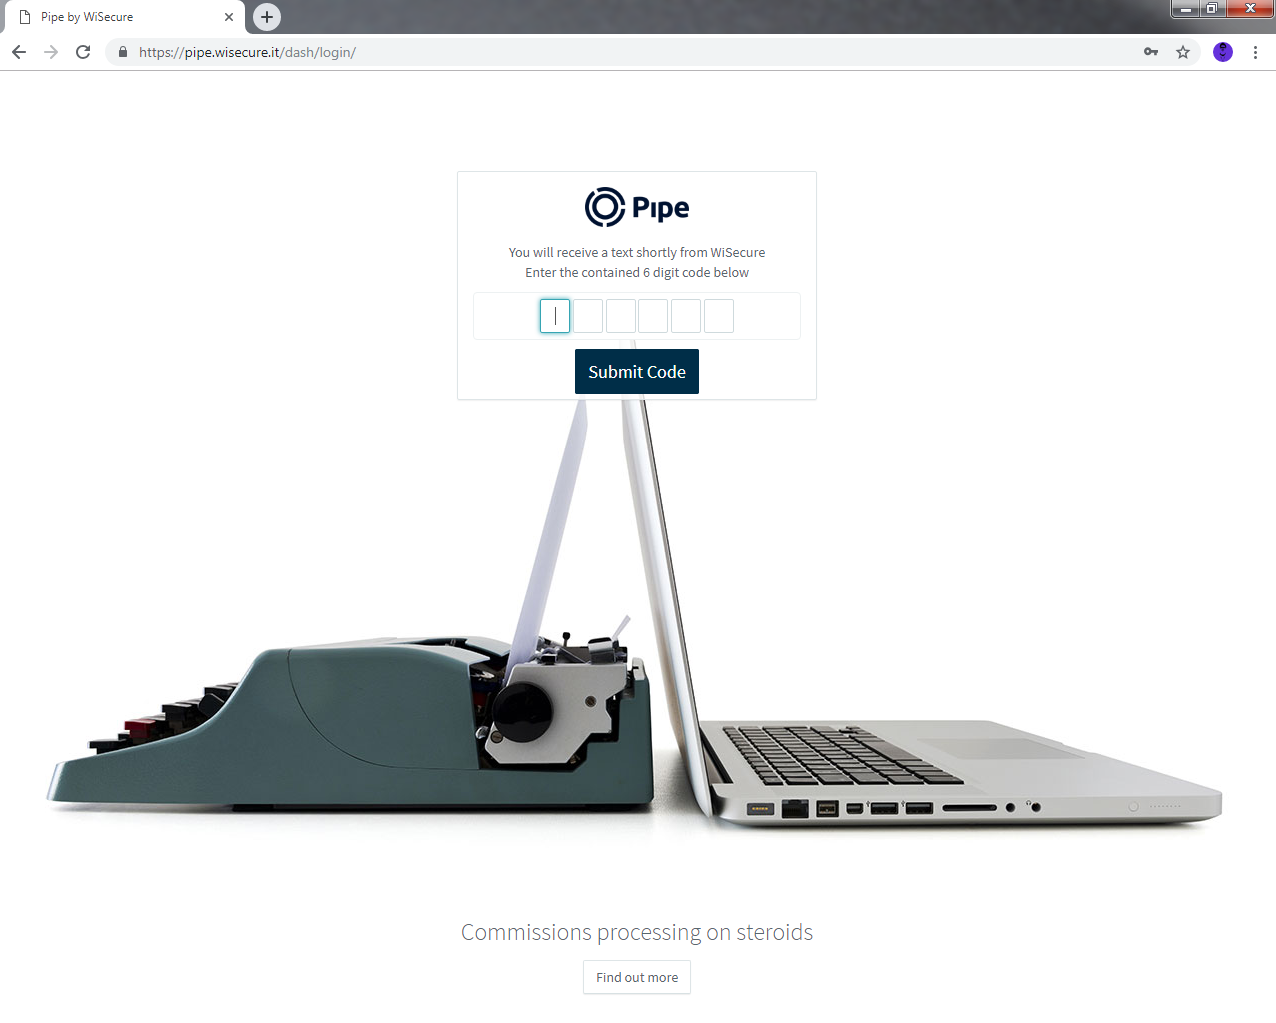 Pipe by WiSecure
https://pipe.wisecure.it/dash/login/
Pipe
You will receive a text shortly from WiSecure
Enter the contained 6 digit code below
Submit Code
Commissions processing on steroids
Find out more